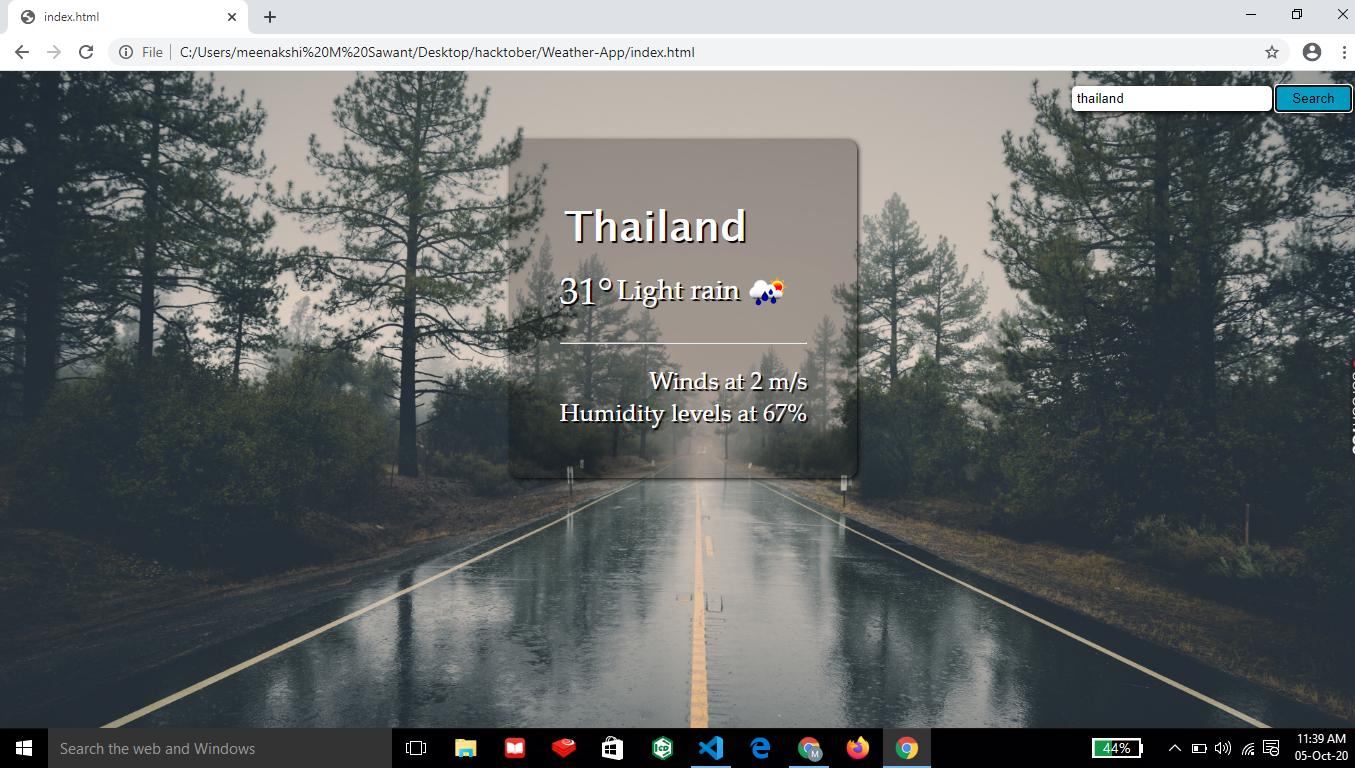 index.html
File
C:/Users/meenakshi%20M%20Sawant/Desktop/hacktober/Weather-App/index.html
thailand
Search
Thailand
31° Light rain
Winds at 2 m/s
Humidity levels at 67%
Search the web and Windows
44%
11:39 AM
05-Oct-20